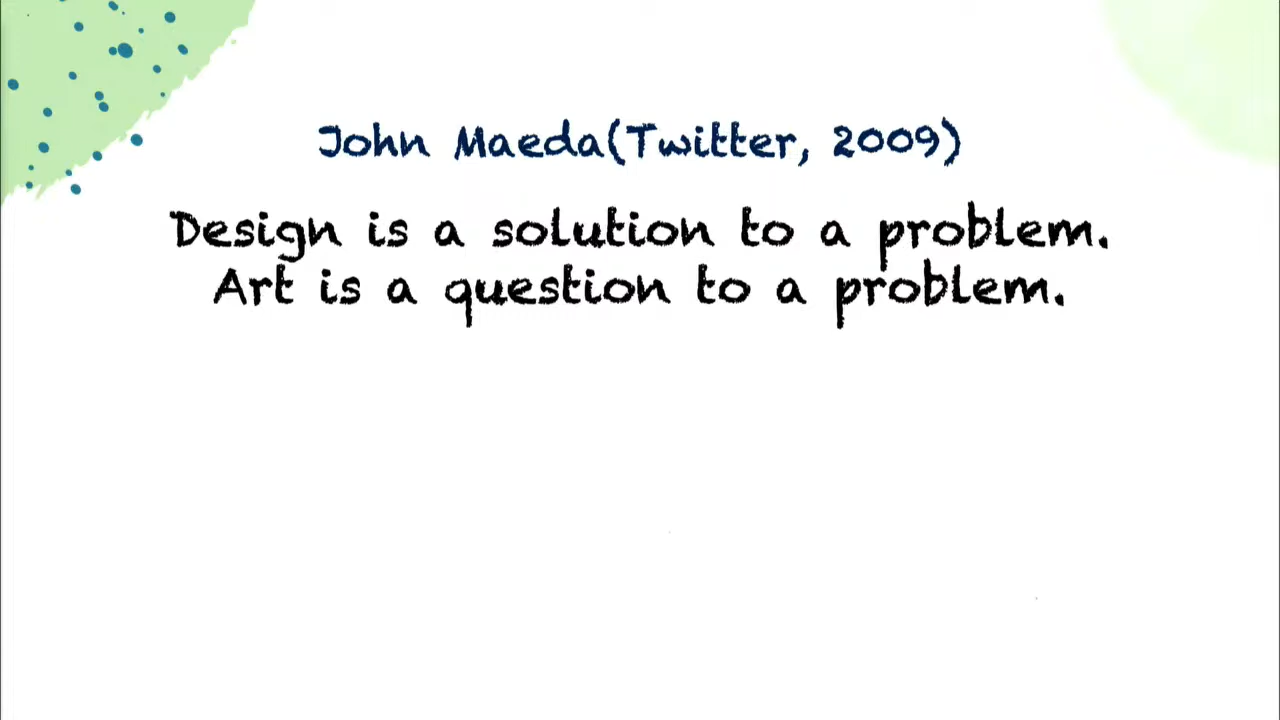 John Maeda(Twitter, 2009)
Design is a solution to a problem.
Art is a question to a problem.